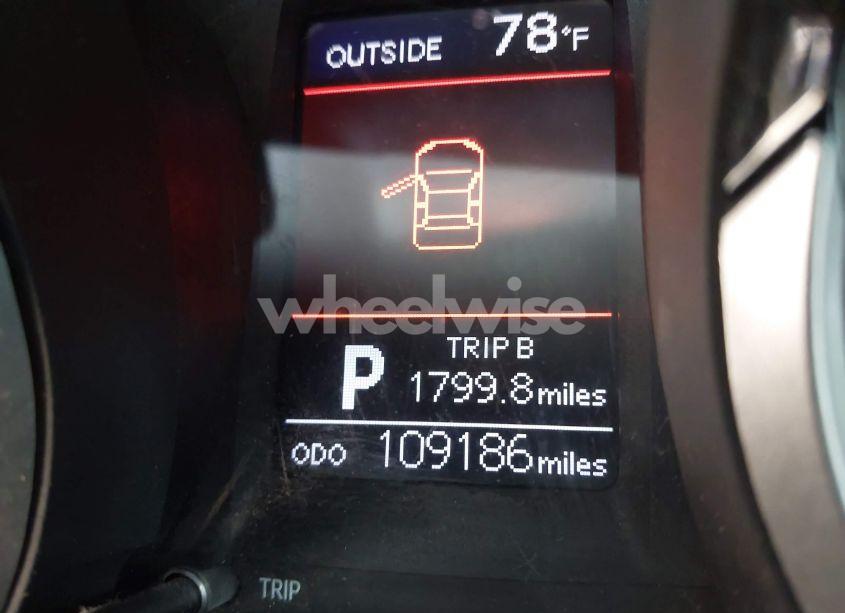 OUTSIDE 78°F
wheelwise
TRIP B
P 1799.8 miles
ODO 109186 miles
TRIP